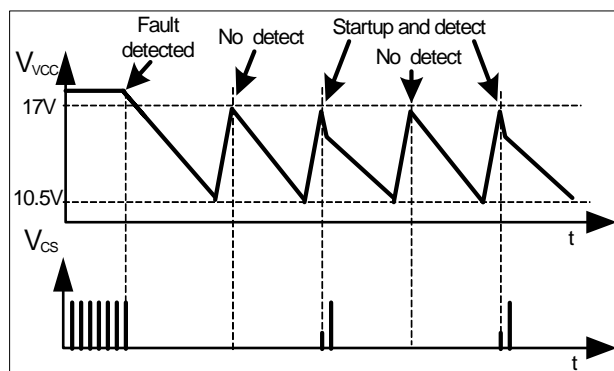 Fault
detected
No detect
Startup and detect
No detect
VVCC
17V
10.5V
t
VCS
t